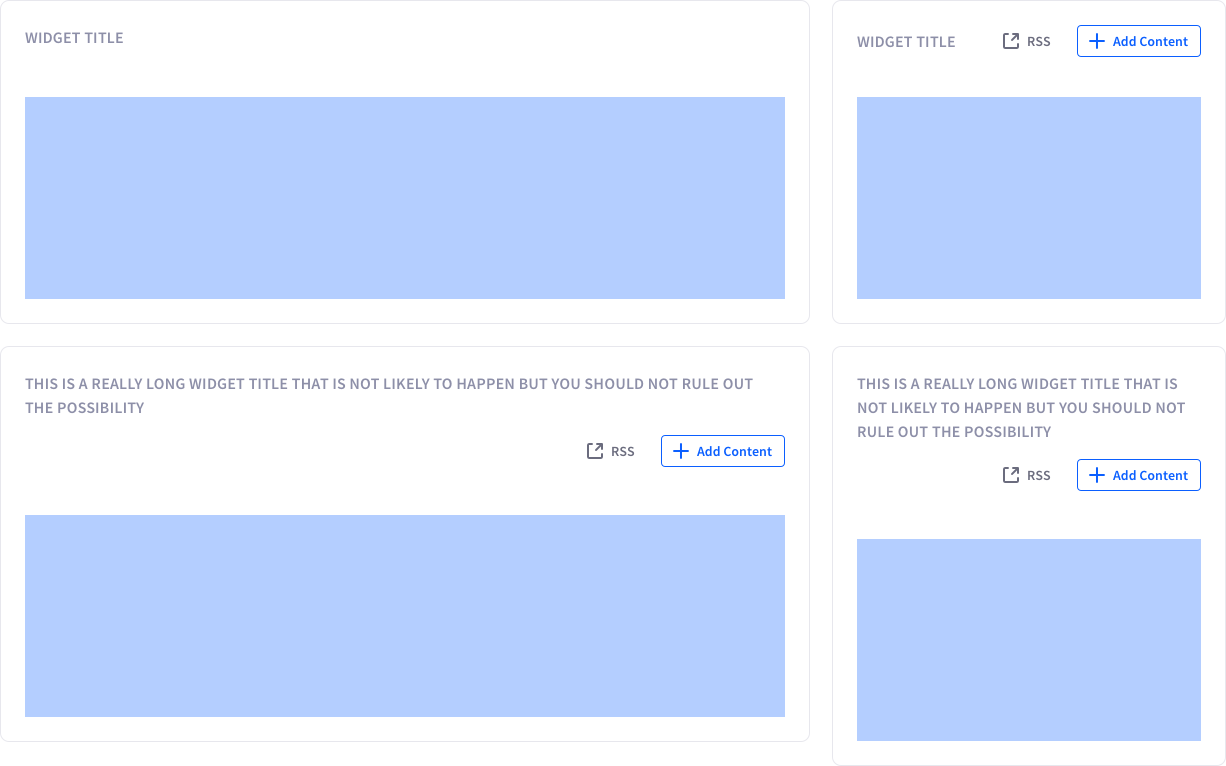 WIDGET TITLE
WIDGET TITLE
RSS
Add Content
THIS IS A REALLY LONG WIDGET TITLE THAT IS NOT LIKELY TO HAPPEN BUT YOU SHOULD NOT RULE OUT
THE POSSIBILITY
RSS
Add Content
THIS IS A REALLY LONG WIDGET TITLE THAT IS
NOT LIKELY TO HAPPEN BUT YOU SHOULD NOT
RULE OUT THE POSSIBILITY
RSS
Add Content